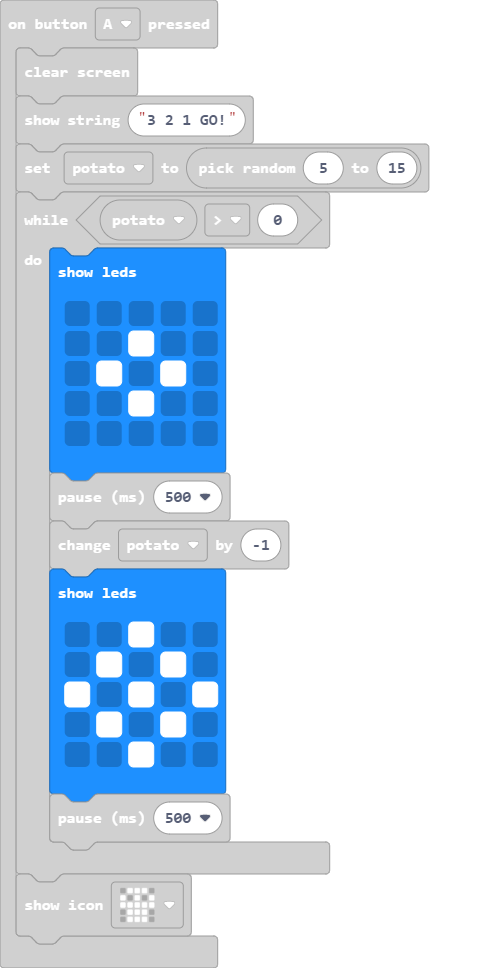 on button A pressed
clear screen
show string "3 2 1 GO!"
set potato to pick random 5 to 15
while potato > 0
do
show leds
pause (ms) 500
change potato by -1
show leds
pause (ms) 500
show icon